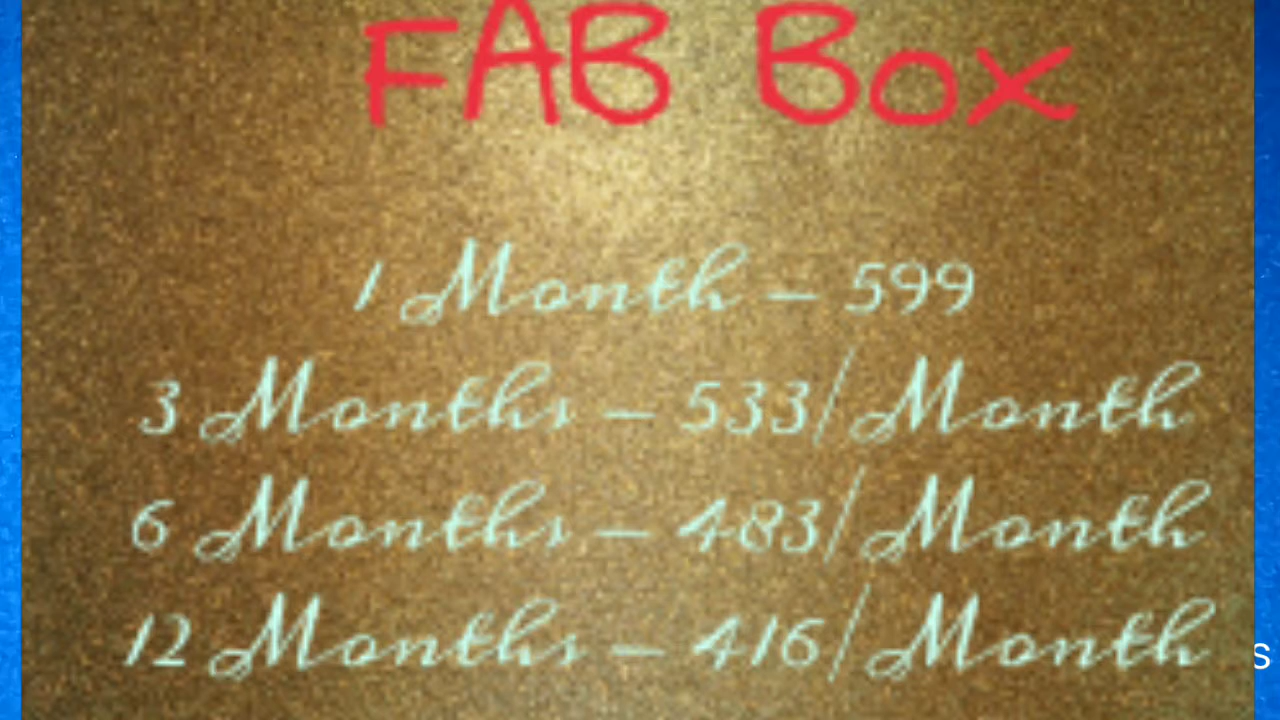 FAB Box
1 Month – 599
3 Months – 533/Month
6 Months – 483/Month
12 Months – 416/Month
s